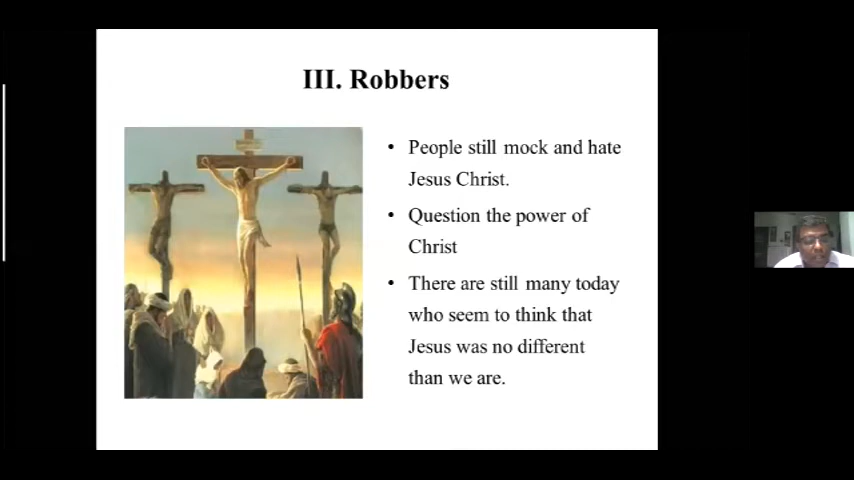 III. Robbers
• People still mock and hate
Jesus Christ.
• Question the power of
Christ
• There are still many today
who seem to think that
Jesus was no different
than we are.